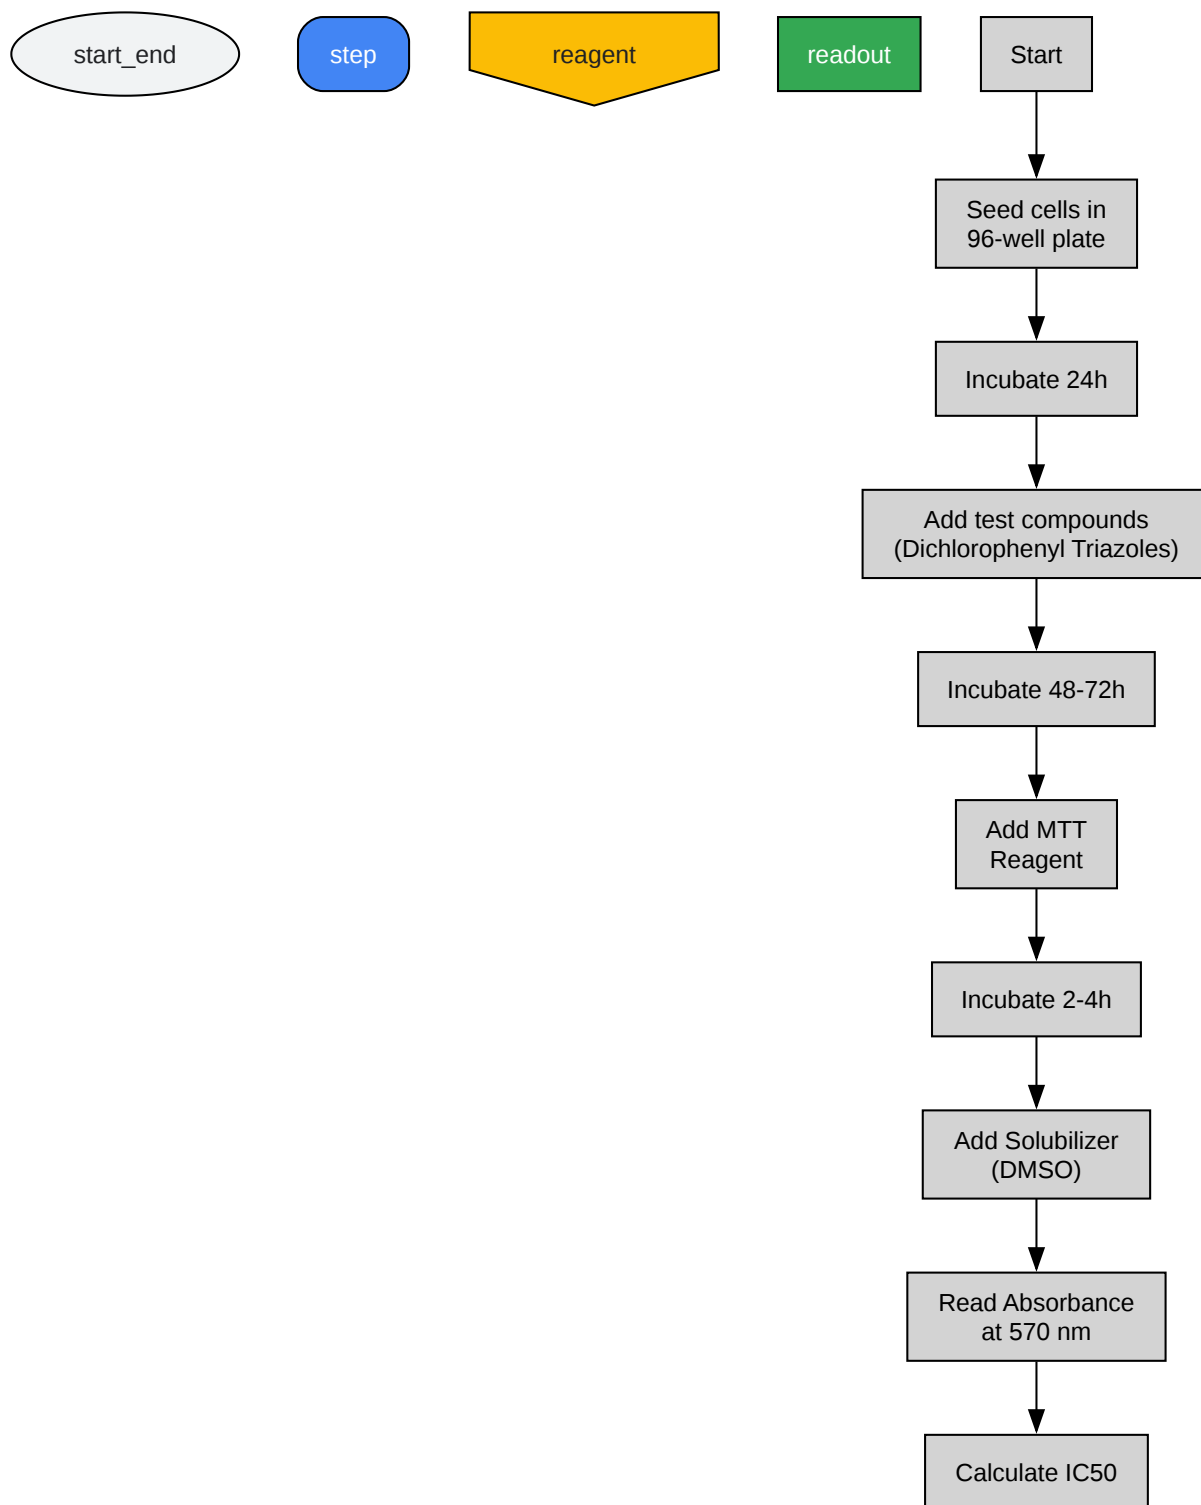 start_end
step
reagent
readout
Start
Seed cells in
96-well plate
Incubate 24h
Add test compounds
(Dichlorophenyl Triazoles)
Incubate 48-72h
Add MTT
Reagent
Incubate 2-4h
Add Solubilizer
(DMSO)
Read Absorbance
at 570 nm
Calculate IC50